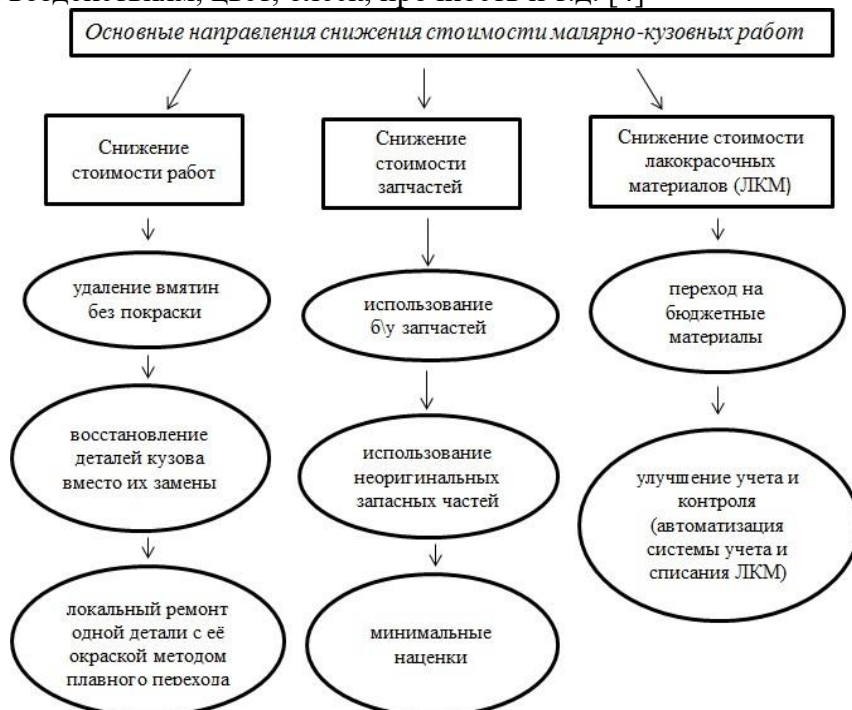 Основные направления снижения стоимости малярно-кузовных работ
Снижение
стоимости работ
удаление вмятин
без покраски
восстановление
деталей кузова
вместо их замены
локальный ремонт
одной детали с её
окраской методом
плавного перехода
Снижение
стоимости
запчастей
использование
б\у запчастей
использование
неоригинальных
запасных частей
минимальные
наценки
Снижение стоимости
лакокрасочных
материалов (ЛКМ)
переход на
бюджетные
материалы
улучшение учета и
контроля
(автоматизация
системы учета и
списания ЛКМ)